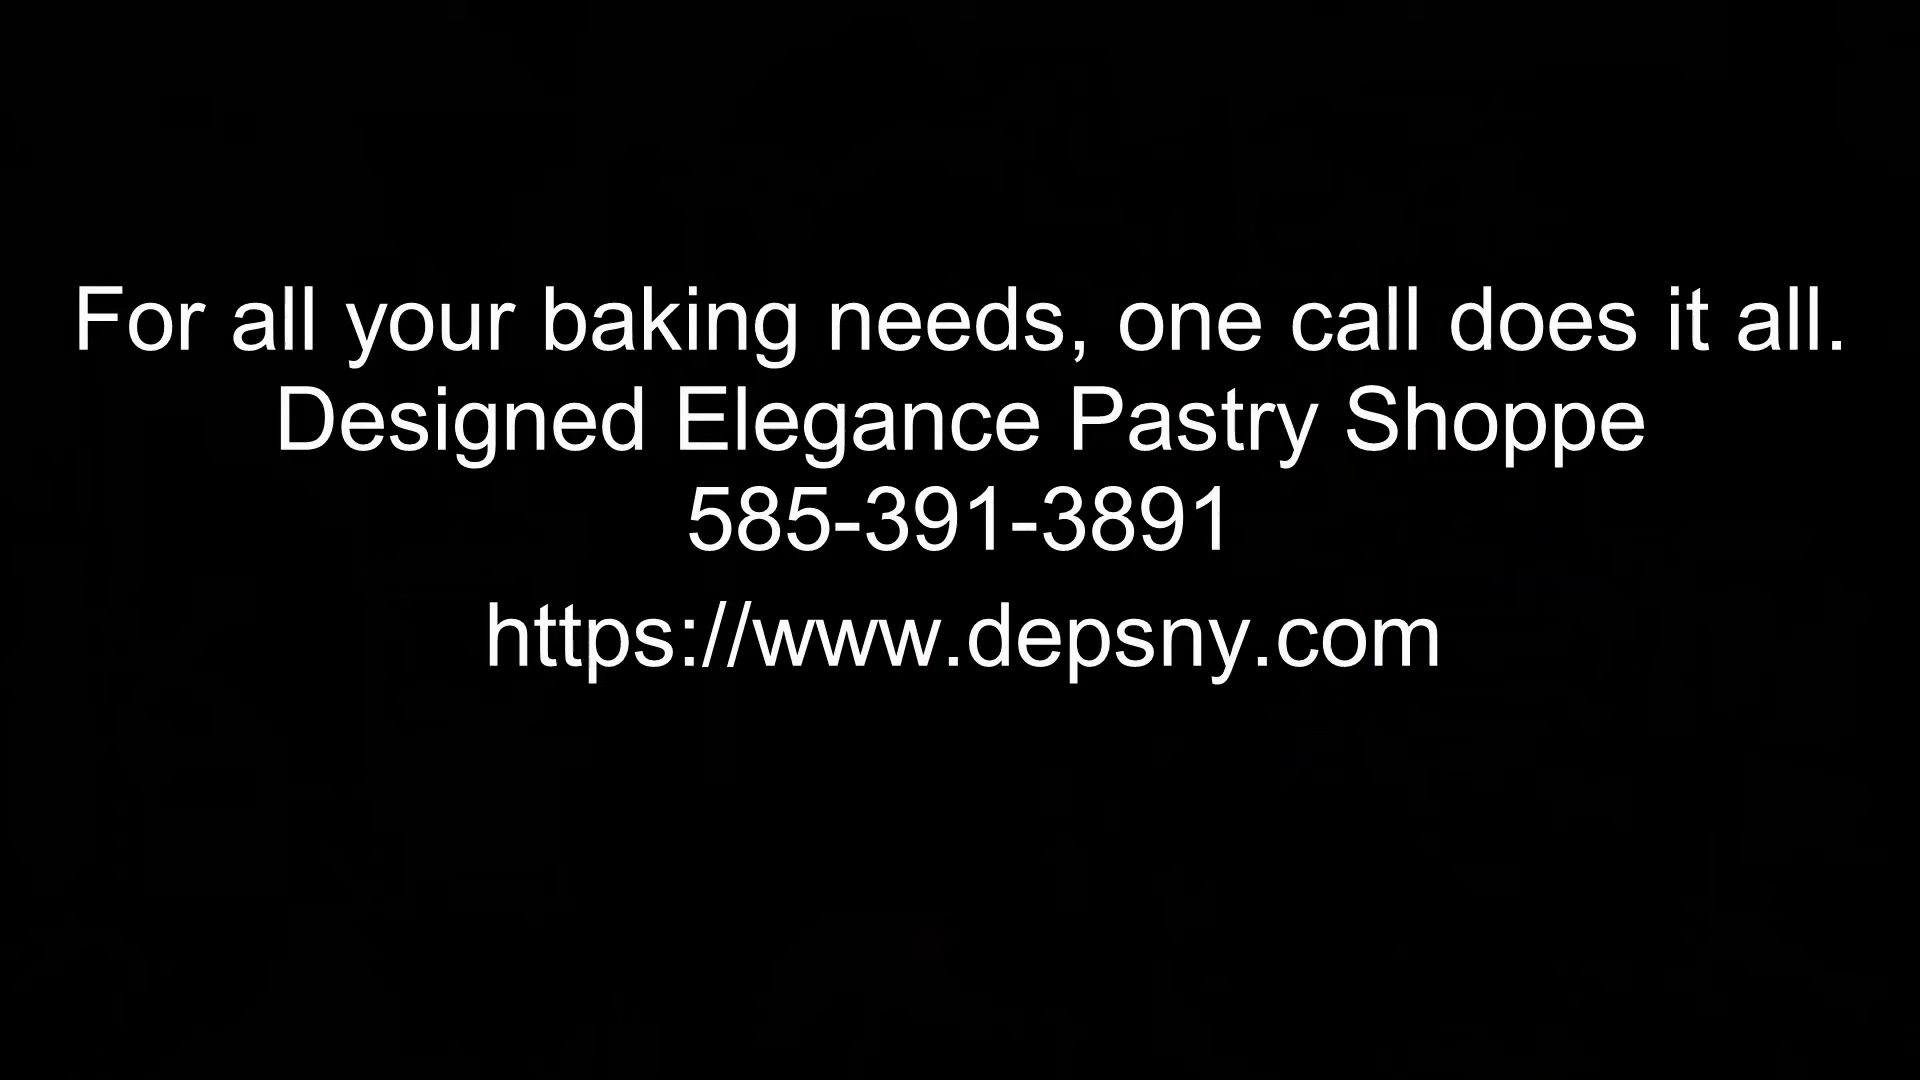 For all your baking needs, one call does it all.
Designed Elegance Pastry Shoppe
585-391-3891
https://www.depsny.com